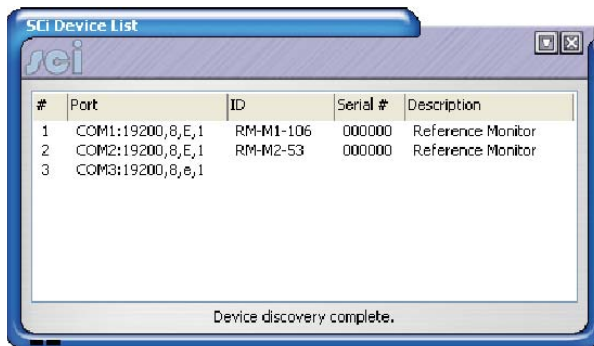 SCi Device List
sci
# Port ID Serial # Description
1 COM1:19200,8,E,1 RM-M1-106 000000 Reference Monitor
2 COM2:19200,8,E,1 RM-M2-53 000000 Reference Monitor
3 COM3:19200,8,e,1
Device discovery complete.